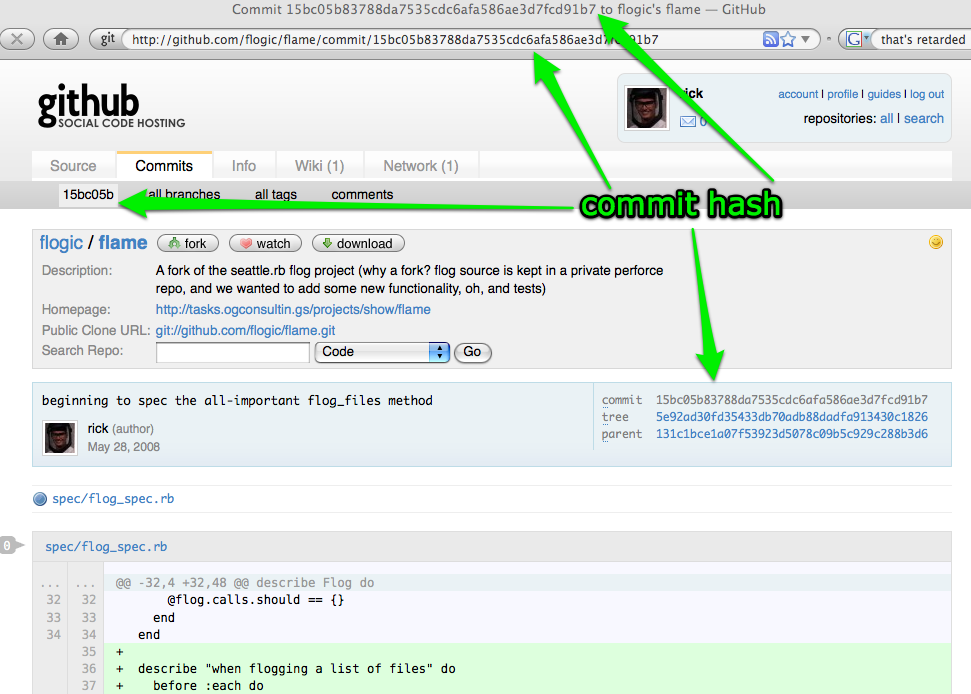 Commit 15bc05b83788da7535cdc6afa586ae3d7fcd91b7 to flogic's flame — GitHub
git http://github.com/flogic/flame/commit/15bc05b83788da7535cdc6afa586ae3d7fcd91b7 G that's retarded
github
SOCIAL CODE HOSTING
account | profile | guides | log out
repositories: all | search
Source Commits Info Wiki (1) Network (1)
15bc05b all branches all tags comments
commit hash
flogic / flame fork watch download
Description: A fork of the seattle.rb flog project (why a fork? flog source is kept in a private perforce
repo, and we wanted to add some new functionality, oh, and tests)
Homepage: http://tasks.ogconsultin.gs/projects/show/flame
Public Clone URL: git://github.com/flogic/flame.git
Search Repo: Code Go
beginning to spec the all-important flog_files method
rick (author)
May 28, 2008
commit 15bc05b83788da7535cdc6afa586ae3d7fcd91b7
tree 5e92ad30fd35433db70adb88dadfa913430c1826
parent 131c1bce1a07f53923d5078c09b5c929c288b3d6
spec/flog_spec.rb
0 spec/flog_spec.rb
... ... @@ -32,4 +32,48 @@ describe Flog do
32 32 @flog.calls.should == {}
33 33 end
34 34 end
35 +
36 + describe "when flogging a list of files" do
37 + before :each do